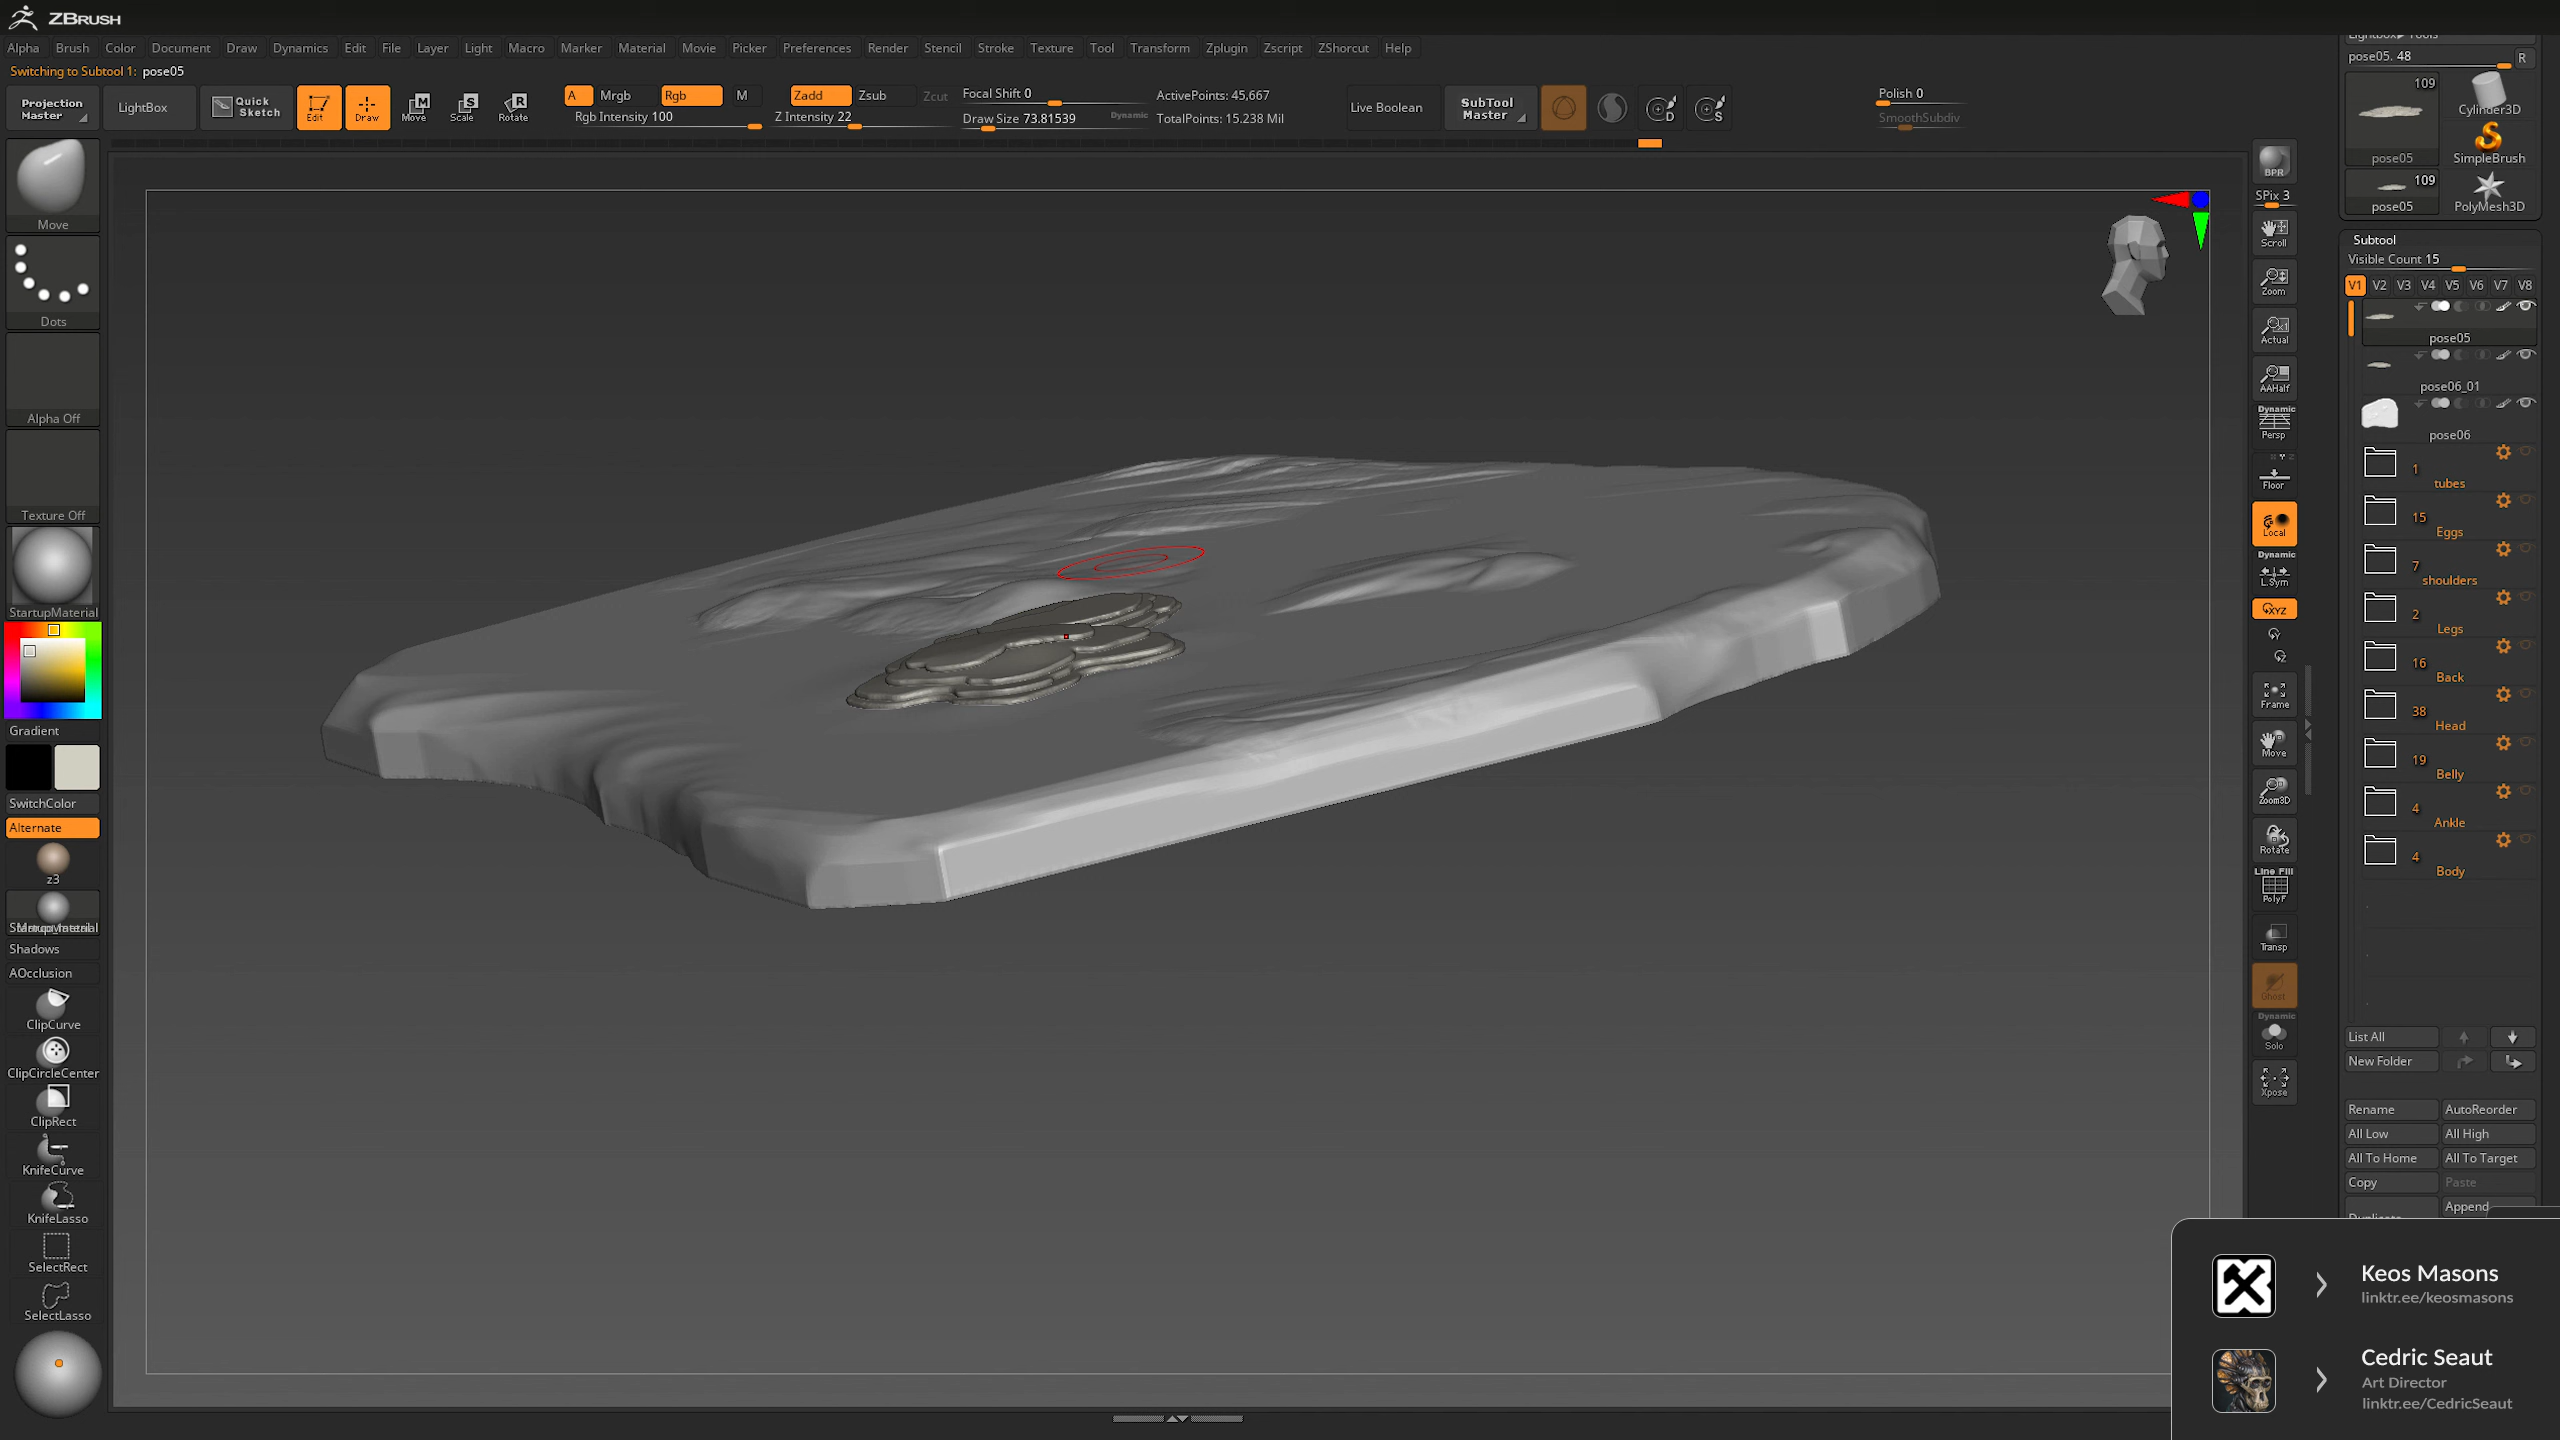 ZBRUSH
Alpha Brush Color Document Draw Dynamics Edit File Layer Light Macro Marker Material Movie Picker Preferences Render Stencil Stroke Texture Tool Transform Zplugin Zscript ZShortcut Help
Switching to Subtool 1: pose05
Projection Master
LightBox
Quick Sketch
Edit
Draw
Move
Scale
Rotate
A Mrgb Rgb M
Rgb Intensity 100
Zadd Zsub Zcut
Z Intensity 22
Focal Shift 0
Draw Size 73.81539
Dynamic
ActivePoints: 45,667
TotalPoints: 15.238 Mil
Live Boolean
SubTool Master
D
S
Polish 0
SmoothSubdiv
Move
Dots
Alpha Off
Texture Off
StartupMaterial
Gradient
SwitchColor
Alternate
z3
Shadows
AOcclusion
ClipCurve
ClipCircleCenter
ClipRect
KnifeCurve
KnifeLasso
SelectRect
SelectLasso
BPR
SPix 3
Scroll
Zoom
Actual
AAHalf
Dynamic
Persp
Floor
Local
Dynamic
L.Sym
XYZ
Y
Z
Frame
Move
Zoom3D
Rotate
Line Fill
PolyF
Transp
Ghost
Dynamic
Solo
Xpose
Lightbox▶ Tools
pose05. 48 R
109
pose05
Cylinder3D
SimpleBrush
109
pose05
PolyMesh3D
Subtool
Visible Count 15
V1 V2 V3 V4 V5 V6 V7 V8
pose05
pose06_01
pose06
1 tubes
15 Eggs
7 shoulders
2 Legs
16 Back
38 Head
19 Belly
4 Ankle
4 Body
List All
New Folder
Rename AutoReorder
All Low All High
All To Home All To Target
Copy Paste
Append
Keos Masons
linktr.ee/keosmasons
Cedric Seaut
Art Director
linktr.ee/CedricSeaut